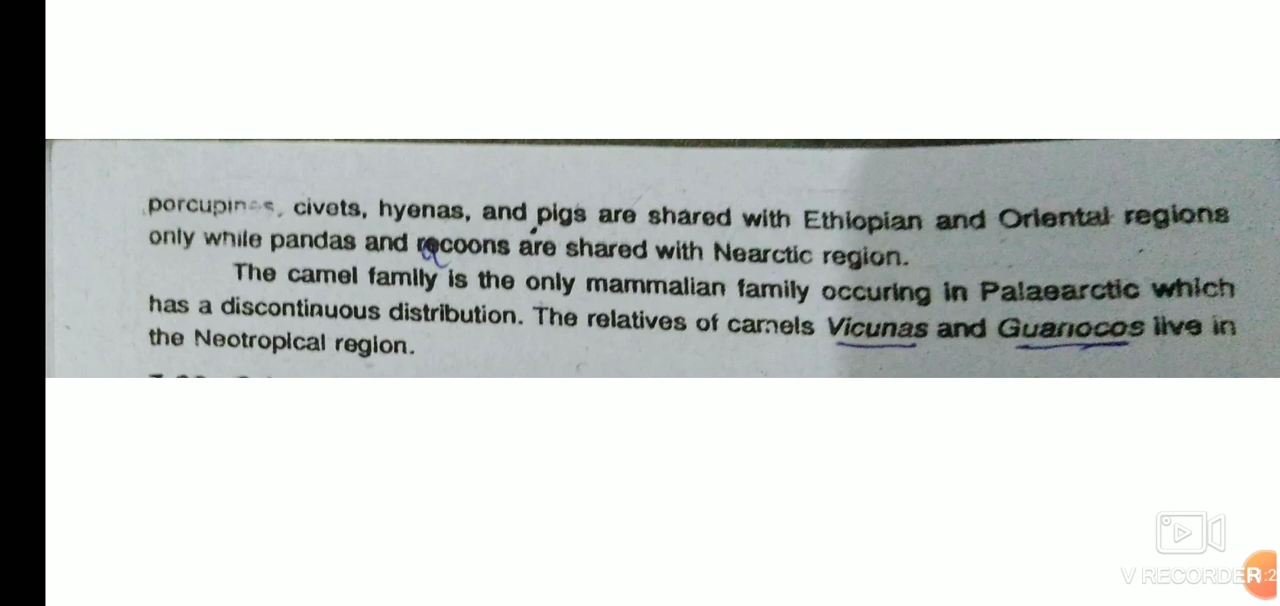 porcupines, civets, hyenas, and pigs are shared with Ethiopian and Oriental regions
only while pandas and racoons are shared with Nearctic region.
The camel family is the only mammalian family occuring in Palaearctic which
has a discontinuous distribution. The relatives of camels Vicunas and Guanocos live in
the Neotropical region.
V RECORDER